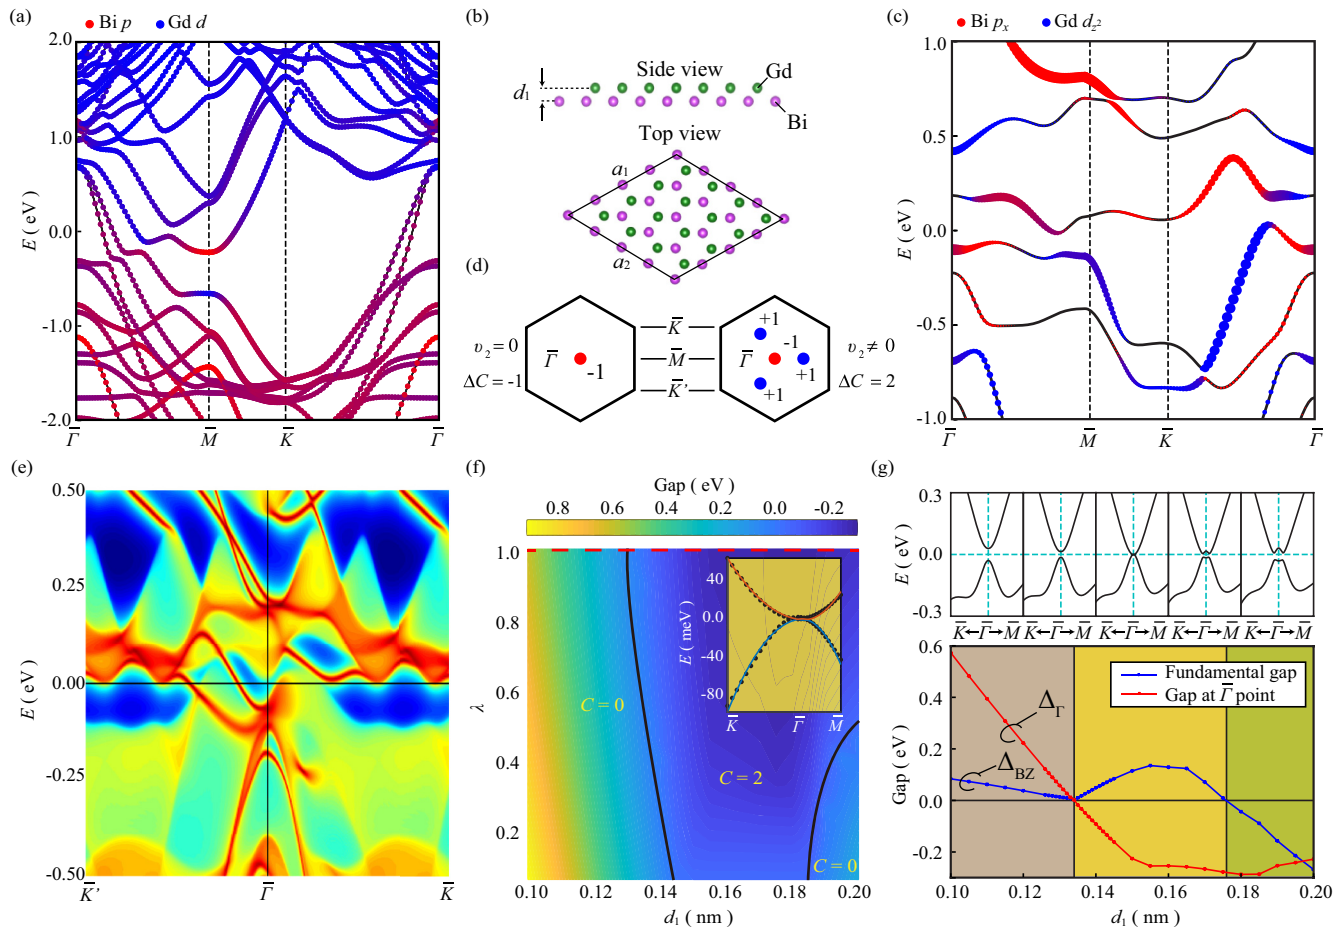 (a)
Bi p
Gd d
2.0
1.0
0.0
-1.0
-2.0
E ( eV )
Γ̅
M̅
K̅
Γ̅
(b)
Side view
Gd
d₁
Bi
Top view
a₁
a₂
(c)
Bi pₓ
Gd d_z²
1.0
0.5
0.0
-0.5
-1.0
E ( eV )
Γ̅
M̅
K̅
Γ̅
(d)
υ₂ = 0
ΔC = -1
Γ̅
-1
K̅
M̅
K̅'
+1
-1
Γ̅
+1
+1
υ₂ ≠ 0
ΔC = 2
(e)
0.50
0.25
0.00
-0.25
-0.50
E ( eV )
K̅'
Γ̅
K̅
(f)
Gap ( eV )
0.8 0.6 0.4 0.2 0.0 -0.2
1.0
0.8
0.6
0.4
0.2
λ
C = 0
C = 2
C = 0
40
0.0
-40
-80
E ( meV )
K̅
Γ̅
M̅
0.10 0.12 0.14 0.16 0.18 0.20
d₁ ( nm )
(g)
0.3
0.0
-0.3
E ( eV )
K̅←Γ̅→M̅ K̅←Γ̅→M̅ K̅←Γ̅→M̅ K̅←Γ̅→M̅ K̅←Γ̅→M̅
Fundamental gap
Gap at Γ̅ point
Δ_Γ
Δ_BZ
0.6
0.4
0.2
0.0
-0.2
Gap ( eV )
0.10 0.12 0.14 0.16 0.18 0.20
d₁ ( nm )